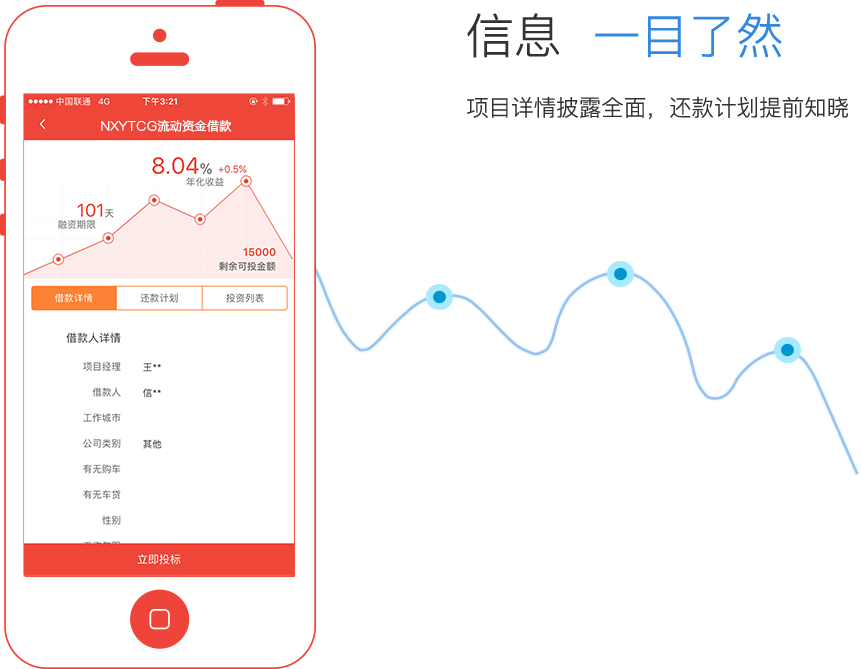 信息 一目了然
项目详情披露全面，还款计划提前知晓
中国联通 4G 下午3:21
NXYTCG流动资金借款
8.04% +0.5%
年化收益
101天
融资期限
15000
剩余可投金额
借款详情 还款计划 投资列表
借款人详情
项目经理 王**
借款人 信**
工作城市
公司类别 其他
有无购车
有无车贷
性别
立即投标